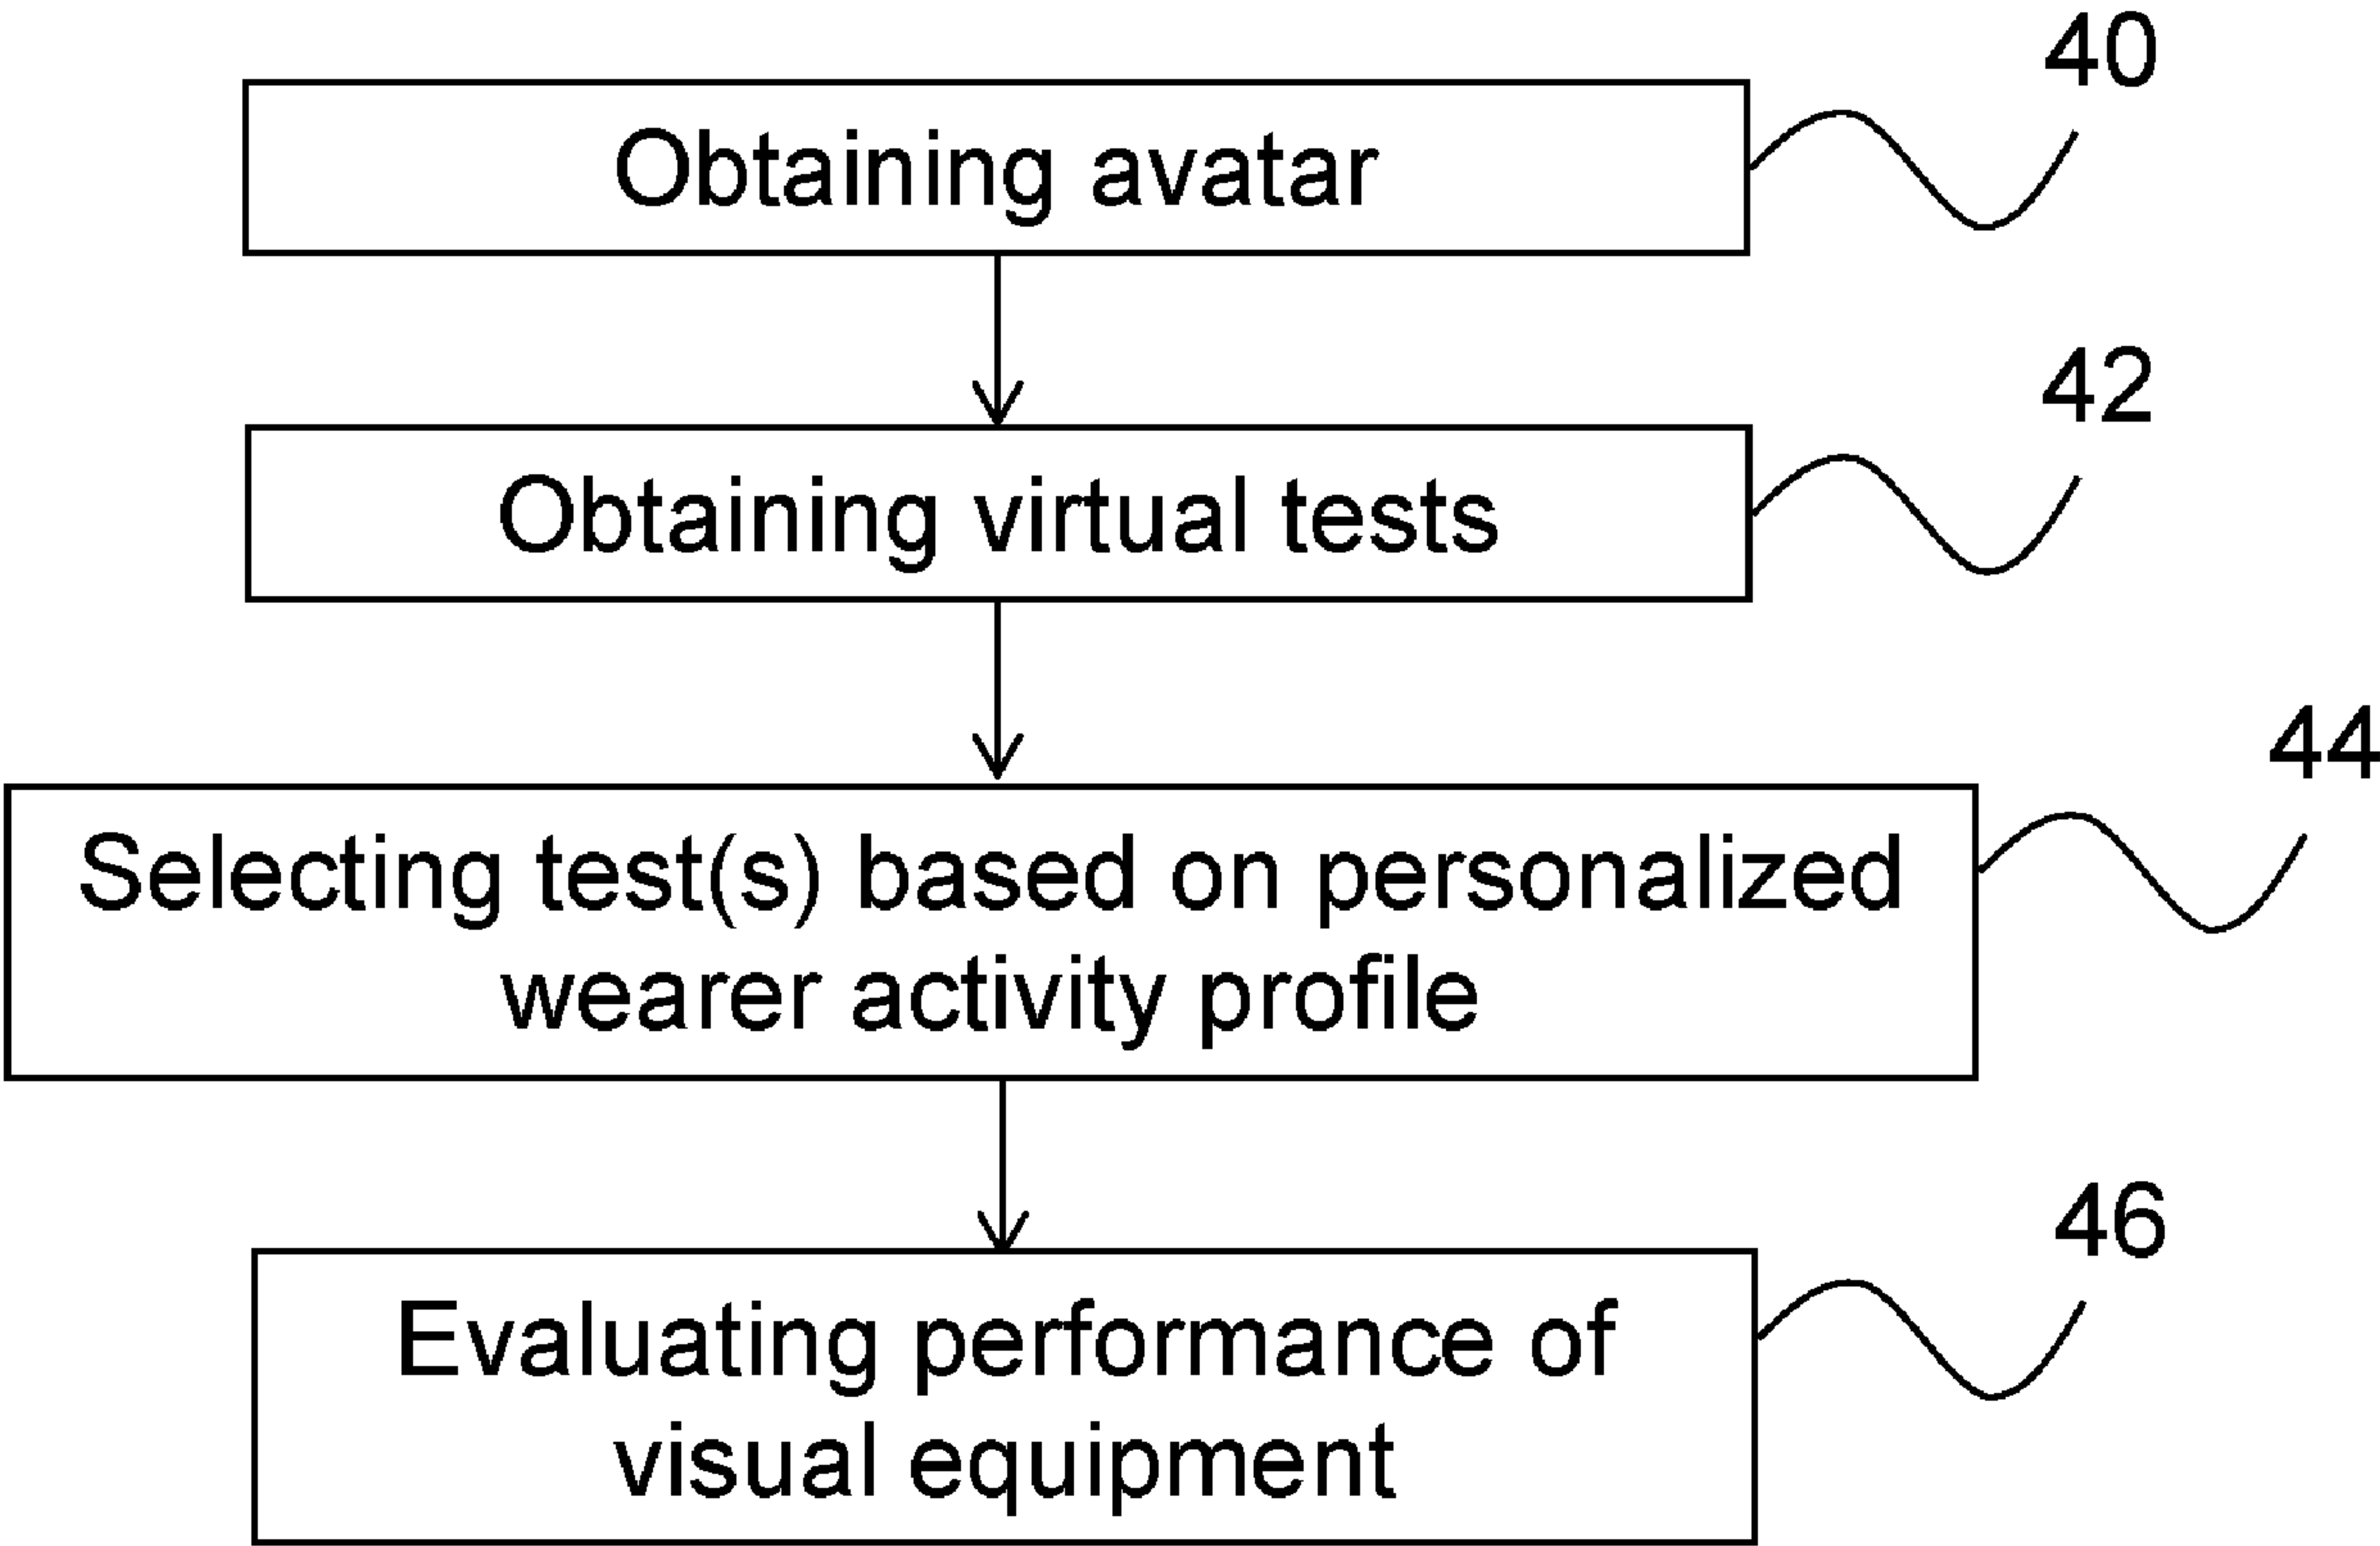 40
Obtaining avatar
42
Obtaining virtual tests
44
Selecting test(s) based on personalized
wearer activity profile
46
Evaluating performance of
visual equipment